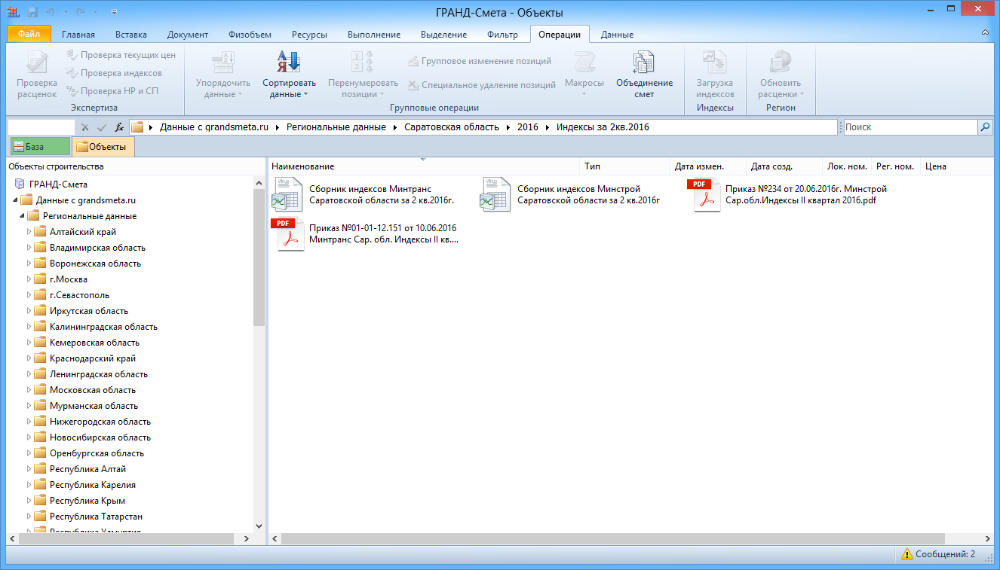 ГРАНД-Смета - Объекты
Файл
Главная
Вставка
Документ
Физобъем
Ресурсы
Выполнение
Выделение
Фильтр
Операции
Данные
Проверка
расценок
Проверка текущих цен
Проверка индексов
Проверка НР и СП
Экспертиза
Упорядочить
данные
Сортировать
данные
Перенумеровать
позиции
Групповое изменение позиций
Специальное удаление позиций
Макросы
Объединение
смет
Групповые операции
Загрузка
индексов
Индексы
Обновить
расценки
Регион
fx
Данные с grandsmeta.ru
Региональные данные
Саратовская область
2016
Индексы за 2кв.2016
Поиск
База
Объекты
Объекты строительства
ГРАНД-Смета
Данные с grandsmeta.ru
Региональные данные
Алтайский край
Владимирская область
Воронежская область
г.Москва
г.Севастополь
Иркутская область
Калининградская область
Кемеровская область
Краснодарский край
Ленинградская область
Московская область
Мурманская область
Нижегородская область
Новосибирская область
Оренбургская область
Республика Алтай
Республика Карелия
Республика Крым
Республика Татарстан
Республика Удмуртия
Наименование
Тип
Дата измен.
Дата созд.
Лок. ном.
Рег. ном.
Цена
Инд
Сборник индексов Минтранс
Саратовской области за 2 кв.2016г.
Инд
Сборник индексов Минстрой
Саратовской области за 2 кв.2016г
PDF
Приказ №234 от 20.06.2016г. Минстрой
Сар.обл.Индексы II квартал 2016.pdf
PDF
Приказ №01-01-12.151 от 10.06.2016
Минтранс Сар. обл. Индексы II кв....
Сообщений: 2